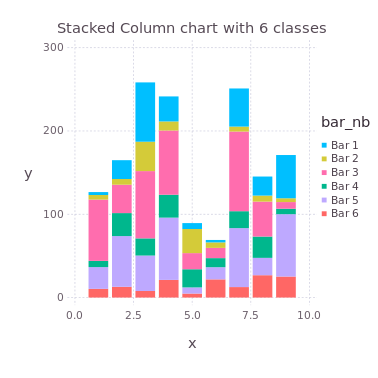 Stacked Column chart with 6 classes
300
200
100
0
y
0.0 2.5 5.0 7.5 10.0
x
bar_nb
Bar 1
Bar 2
Bar 3
Bar 4
Bar 5
Bar 6